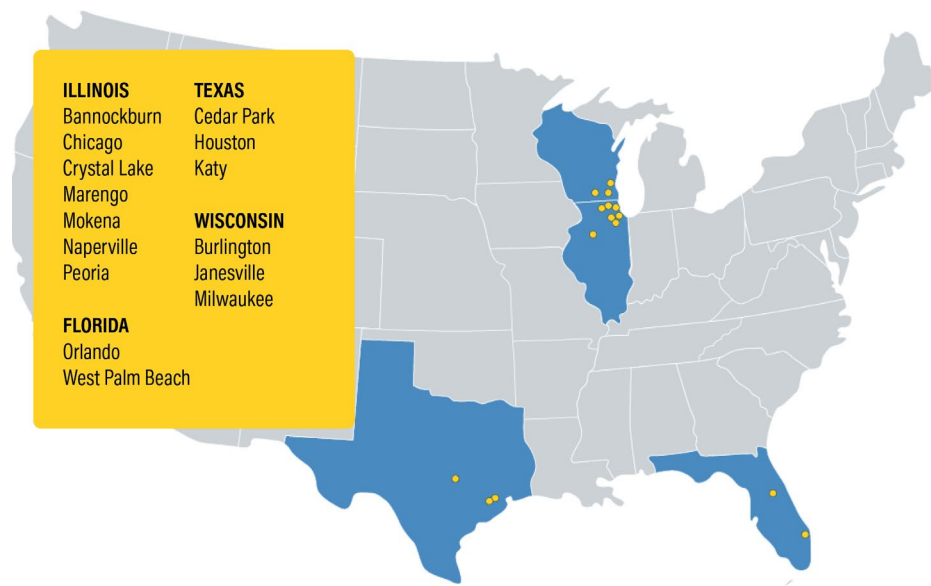 ILLINOIS
Bannockburn
Chicago
Crystal Lake
Marengo
Mokena
Naperville
Peoria
FLORIDA
Orlando
West Palm Beach
TEXAS
Cedar Park
Houston
Katy
WISCONSIN
Burlington
Janesville
Milwaukee